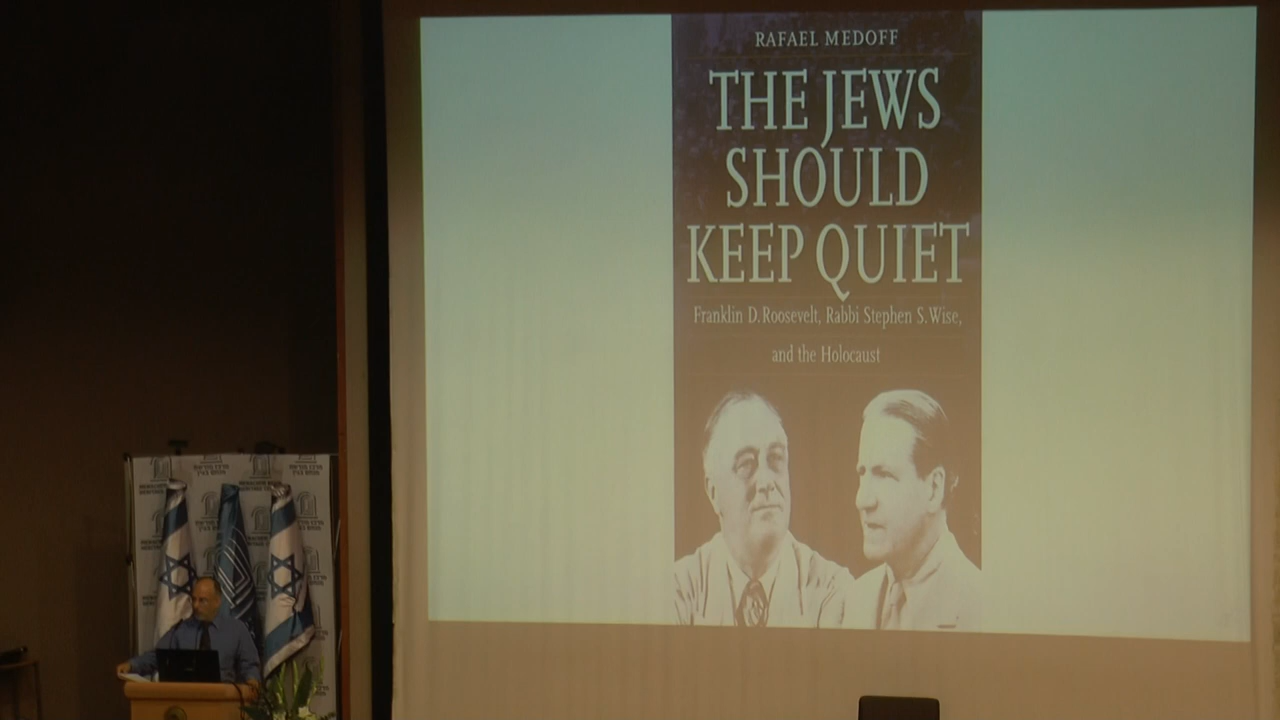 RAFAEL MEDOFF
THE JEWS
SHOULD
KEEP QUIET
Franklin D. Roosevelt, Rabbi Stephen S. Wise,
and the Holocaust